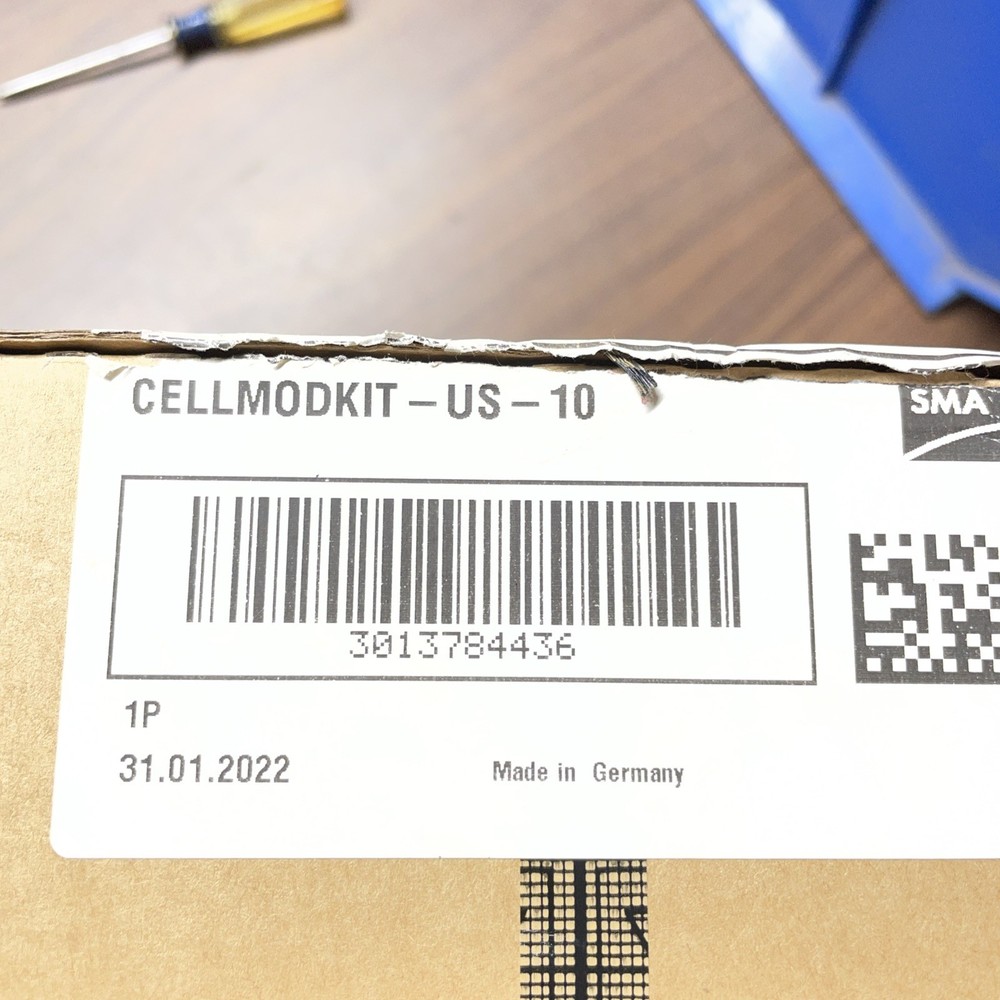 CELLMODKIT – US – 10
SMA
3013784436
1P
31.01.2022
Made in Germany